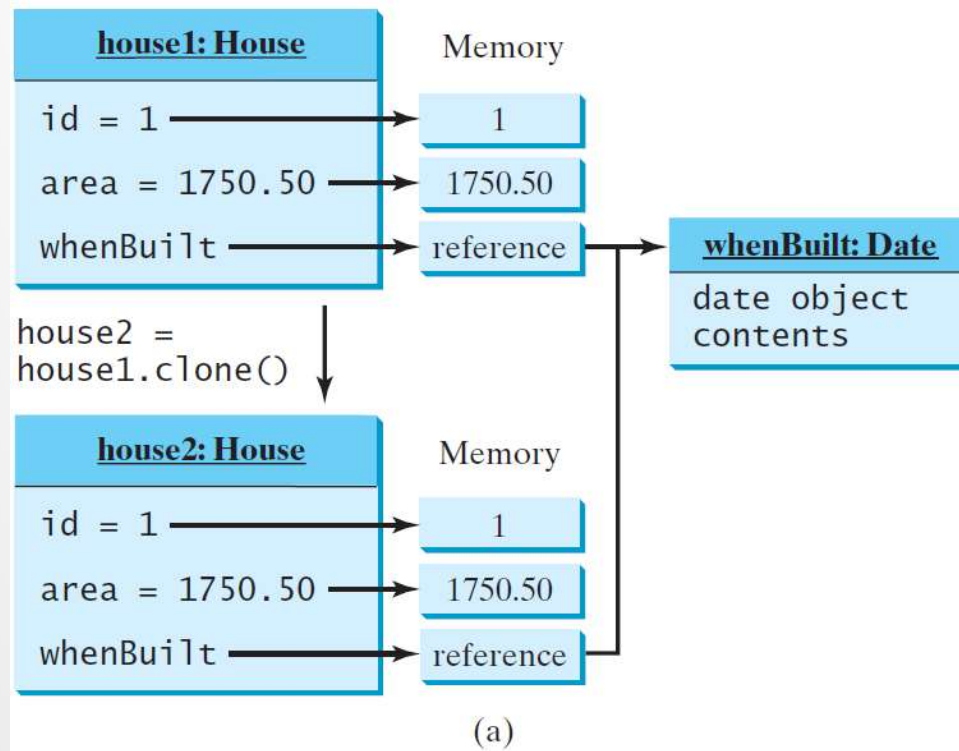 house1: House
Memory
id = 1
1
area = 1750.50
1750.50
whenBuilt
reference
whenBuilt: Date
date object
contents
house2 =
house1.clone()
house2: House
Memory
id = 1
1
area = 1750.50
1750.50
whenBuilt
reference
(a)